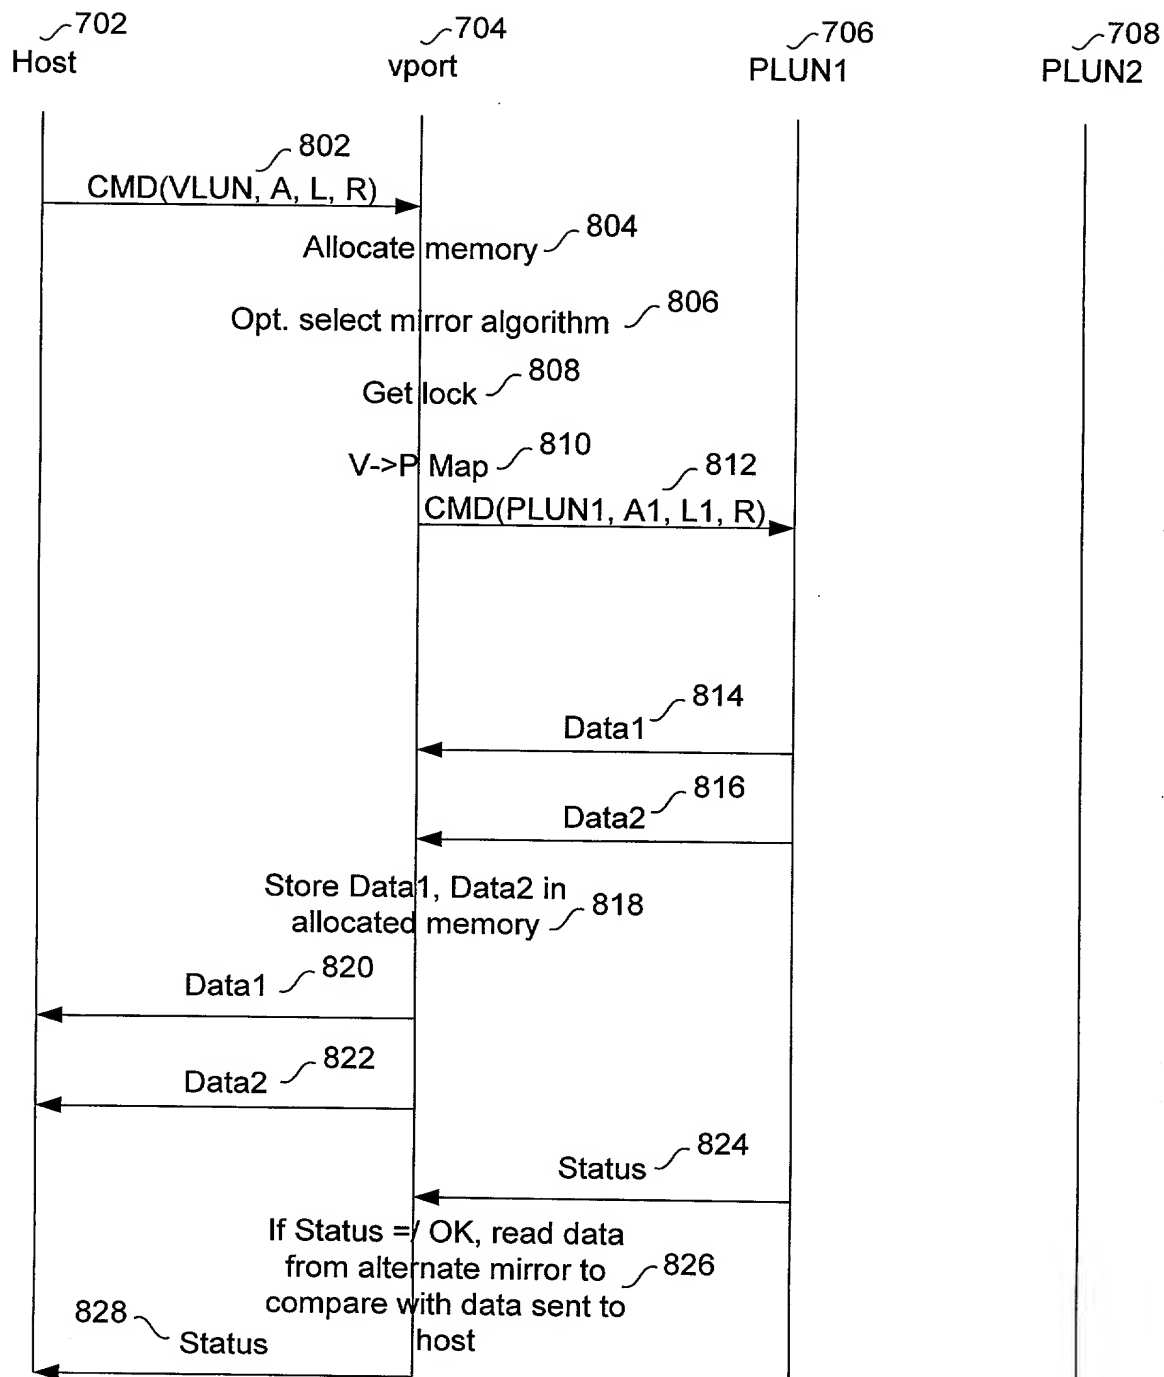 702
Host
704
vport
706
PLUN1
708
PLUN2
802
CMD(VLUN, A, L, R)
804
Allocate memory
806
Opt. select mirror algorithm
808
Get lock
810
V->P Map
812
CMD(PLUN1, A1, L1, R)
814
Data1
816
Data2
Store Data1, Data2 in
allocated memory
818
820
Data1
822
Data2
824
Status
If Status =/ OK, read data
from alternate mirror to
compare with data sent to
host
826
828
Status